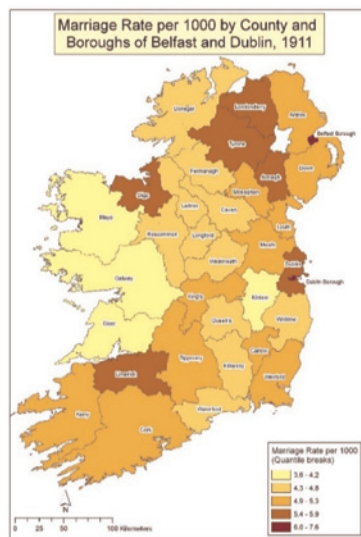 Marriage Rate per 1000 by County and
Boroughs of Belfast and Dublin, 1911
Donegal
Londonderry
Antrim
Belfast Borough
Tyrone
Fermanagh
Armagh
Down
Monaghan
Sligo
Leitrim
Cavan
Mayo
Louth
Roscommon
Longford
Meath
Westmeath
Dublin
Dublin Borough
Galway
Kildare
King's
Queen's
Wicklow
Clare
Carlow
Tipperary
Kilkenny
Limerick
Wexford
Waterford
Kerry
Cork
Marriage Rate per 1000
(Quantile breaks)
3.6 - 4.2
4.3 - 4.8
4.9 - 5.3
5.4 - 5.9
6.0 - 7.6
N
0 25 50 100 Kilometers